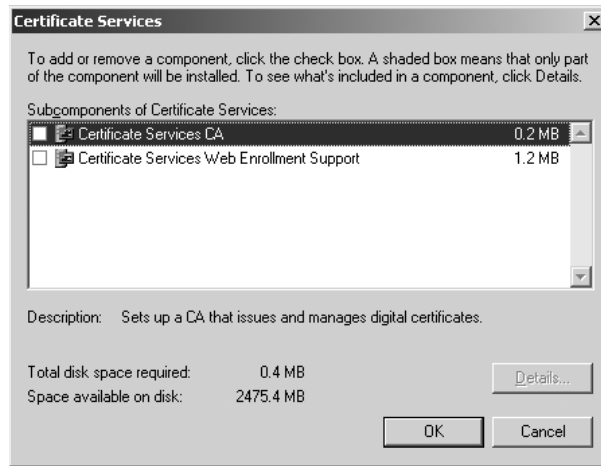 Certificate Services
To add or remove a component, click the check box. A shaded box means that only part
of the component will be installed. To see what's included in a component, click Details.
Subcomponents of Certificate Services:
Certificate Services CA 0.2 MB
Certificate Services Web Enrollment Support 1.2 MB
Description: Sets up a CA that issues and manages digital certificates.
Total disk space required: 0.4 MB
Details...
Space available on disk: 2475.4 MB
OK Cancel